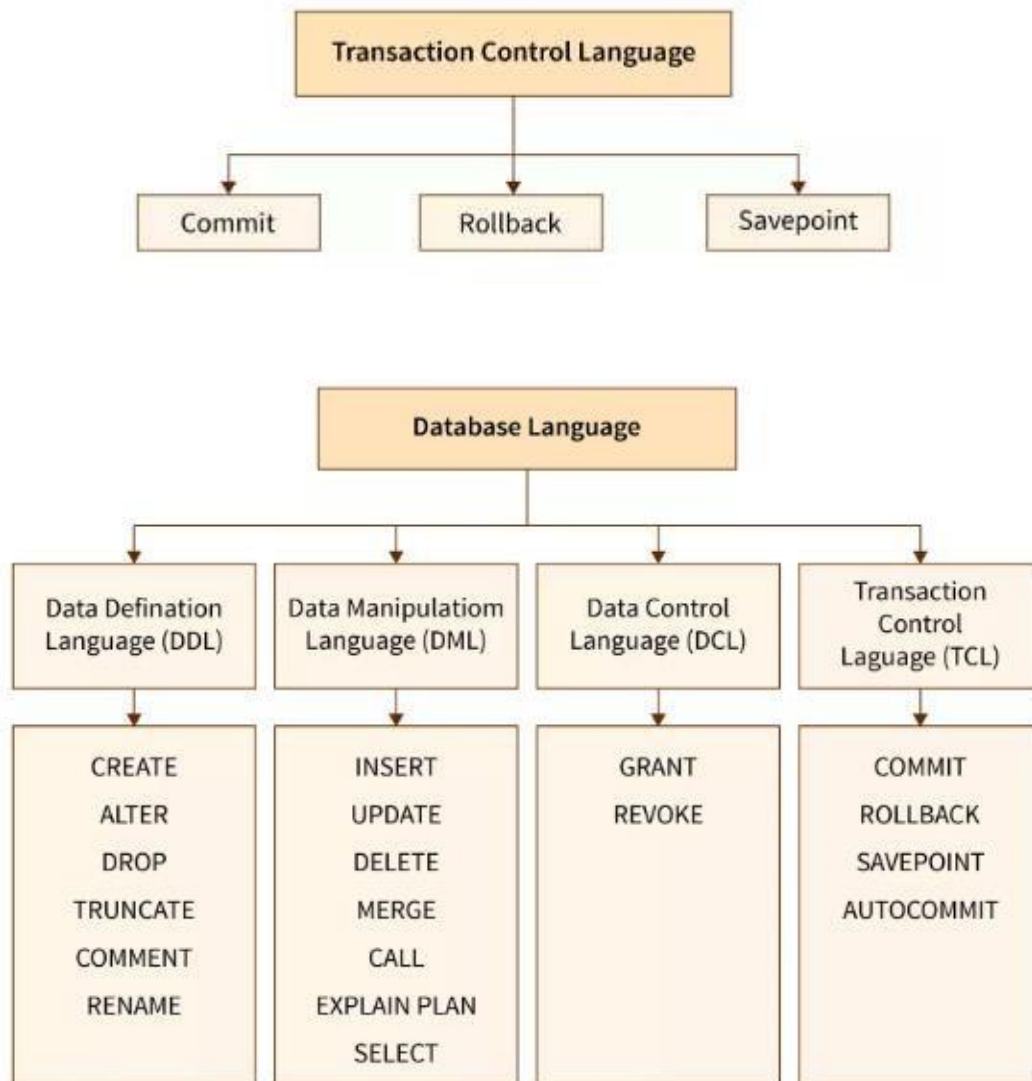 Transaction Control Language
Commit
Rollback
Savepoint
Database Language
Data Defination
Language (DDL)
Data Manipulatiom
Language (DML)
Data Control
Language (DCL)
Transaction
Control
Laguage (TCL)
CREATE
ALTER
DROP
TRUNCATE
COMMENT
RENAME
INSERT
UPDATE
DELETE
MERGE
CALL
EXPLAIN PLAN
SELECT
GRANT
REVOKE
COMMIT
ROLLBACK
SAVEPOINT
AUTOCOMMIT